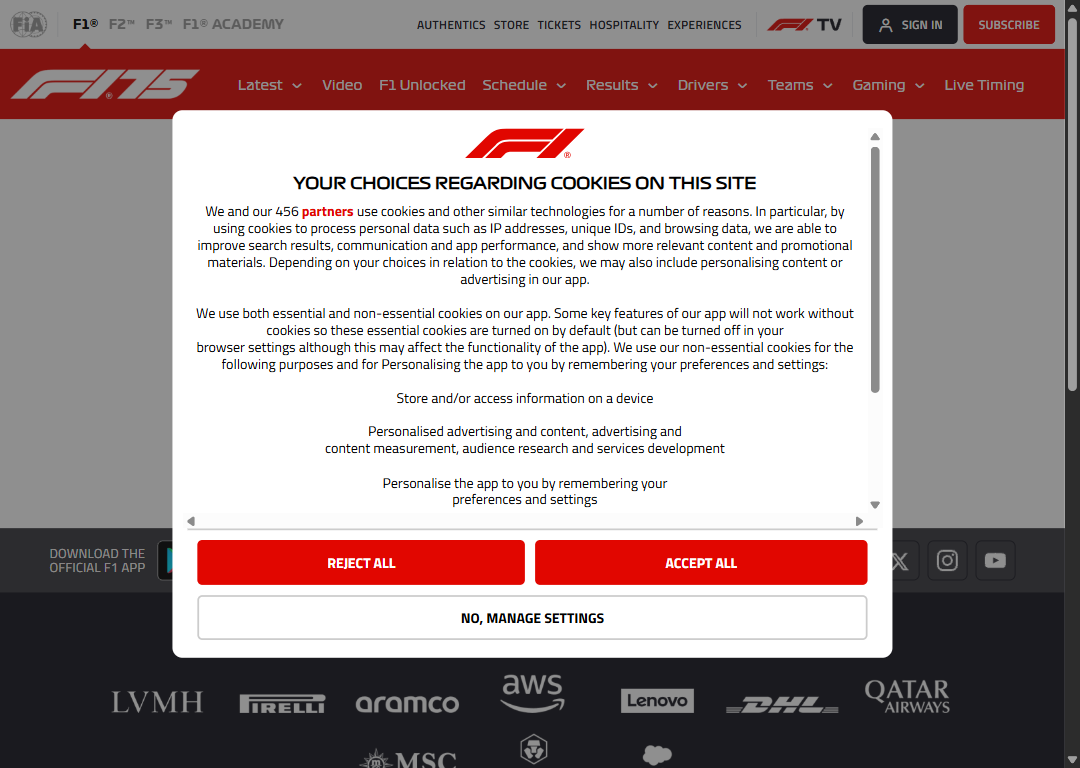 FiA F1® F2™ F3™ F1® ACADEMY AUTHENTICS STORE TICKETS HOSPITALITY EXPERIENCES F1 TV SIGN IN SUBSCRIBE
F1 75 Latest Video F1 Unlocked Schedule Results Drivers Teams Gaming Live Timing
F1®
YOUR CHOICES REGARDING COOKIES ON THIS SITE
We and our 456 partners use cookies and other similar technologies for a number of reasons. In particular, by
using cookies to process personal data such as IP addresses, unique IDs, and browsing data, we are able to
improve search results, communication and app performance, and show more relevant content and promotional
materials. Depending on your choices in relation to the cookies, we may also include personalising content or
advertising in our app.
We use both essential and non-essential cookies on our app. Some key features of our app will not work without
cookies so these essential cookies are turned on by default (but can be turned off in your
browser settings although this may affect the functionality of the app). We use our non-essential cookies for the
following purposes and for Personalising the app to you by remembering your preferences and settings:
Store and/or access information on a device
Personalised advertising and content, advertising and
content measurement, audience research and services development
Personalise the app to you by remembering your
preferences and settings
DOWNLOAD THE
OFFICIAL F1 APP
REJECT ALL ACCEPT ALL
NO, MANAGE SETTINGS
LVMH PIRELLI aramco aws Lenovo DHL QATAR
AIRWAYS
MSC